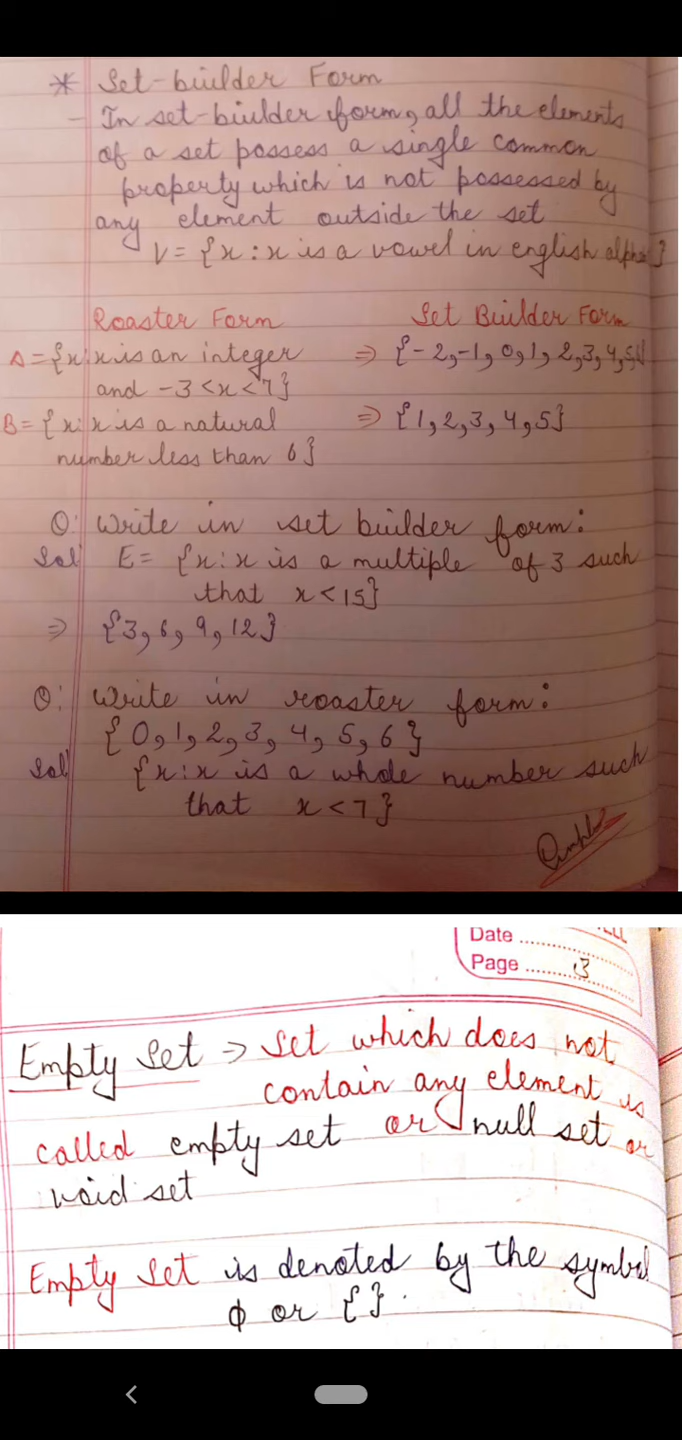 * Set-builder Form
- In set-builder form, all the elements
of a set possess a single common
property which is not possessed by
any element outside the set
V = {x : x is a vowel in english alpha }
Roaster Form Set Builder Form
A = {x:x is an integer ⇒ {-2,-1,0,1,2,3,4,5,
and -3 < x < 7}
B = {x:x is a natural ⇒ {1,2,3,4,5}
number less than 6}
Q: Write in set builder form:
Sol E = {x:x is a multiple of 3 such
that x < 15}
⇒ {3, 6, 9, 12}
Q: Write in roaster form:
{0, 1, 2, 3, 4, 5, 6}
Sol {x:x is a whole number such
that x < 7}
Date
Page 3
Empty Set → Set which does not
contain any element is
called empty set or null set or
void set
Empty Set is denoted by the symbol
ϕ or { }.